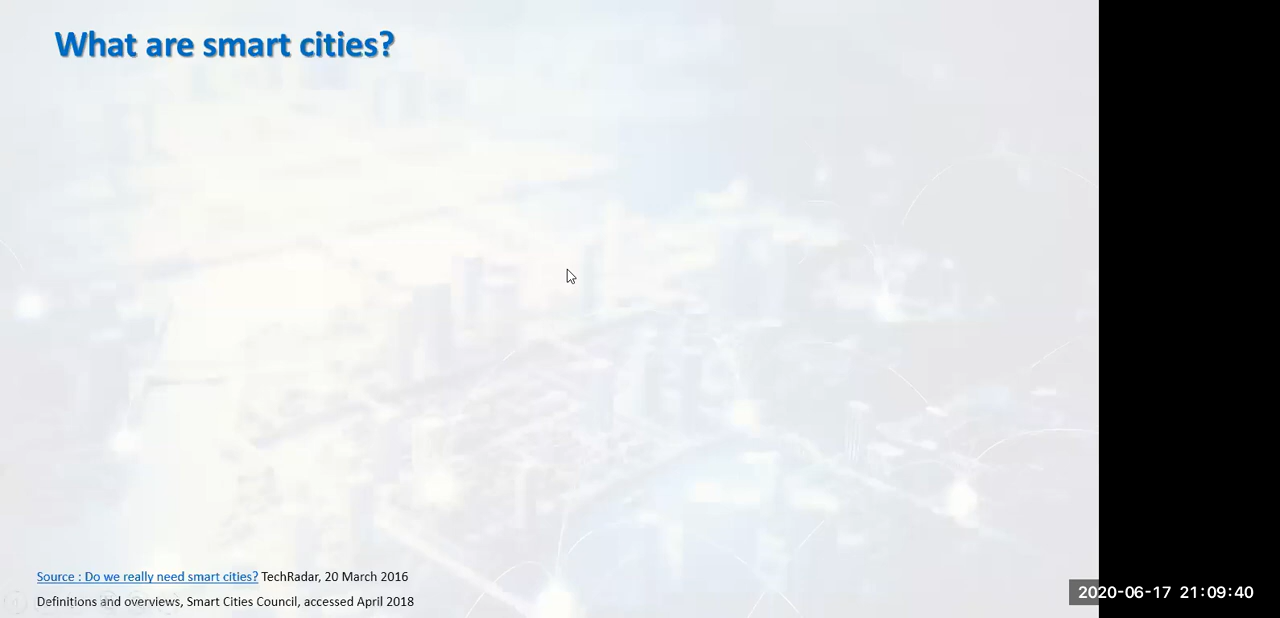 What are smart cities?
Source : Do we really need smart cities? TechRadar, 20 March 2016
Definitions and overviews, Smart Cities Council, accessed April 2018
2020-06-17 21:09:40